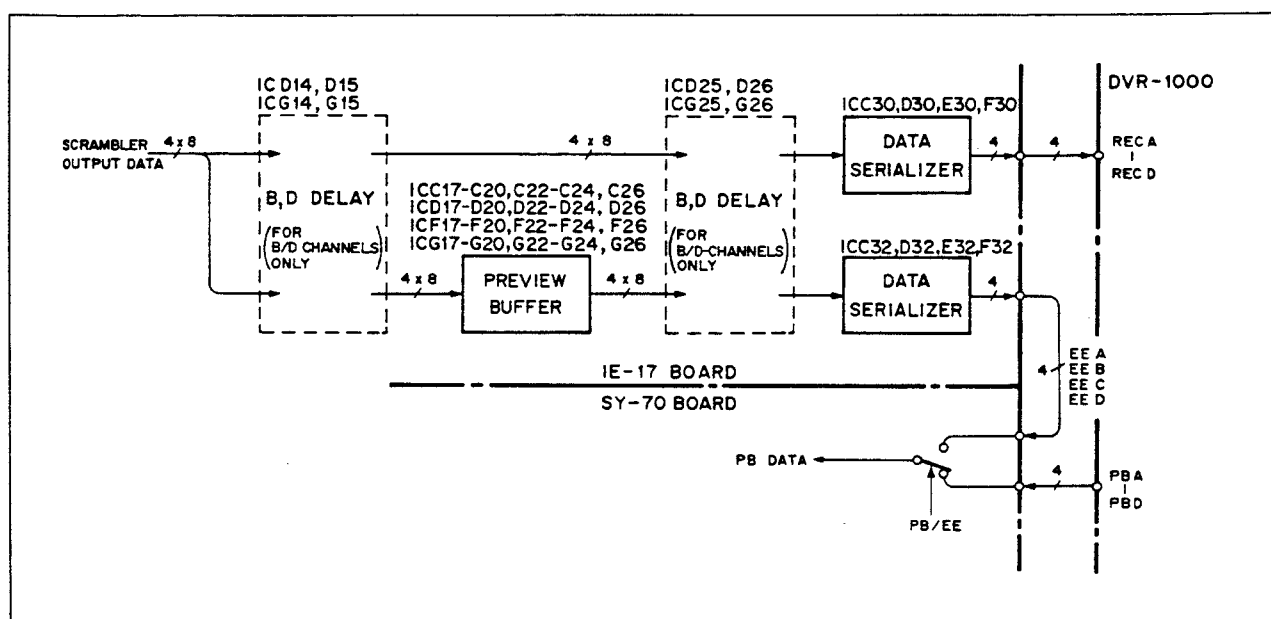 ICD14, D15
ICG14, G15
ICD25, D26
ICG25, G26
ICC30,D30,E30,F30
DVR-1000
SCRAMBLER
OUTPUT DATA
4 x 8
4 x 8
DATA
SERIALIZER
4
4
REC A
|
REC D
B,D DELAY
(FOR
B/D CHANNELS
ONLY)
ICC17-C20,C22-C24, C26
ICD17-D20,D22-D24, D26
ICF17-F20,F22-F24, F26
ICG17-G20,G22-G24, G26
B,D DELAY
(FOR
B/D-CHANNELS
ONLY)
ICC32,D32,E32,F32
4 x 8
PREVIEW
BUFFER
4 x 8
DATA
SERIALIZER
4
4
EE A
EE B
EE C
EE D
IE-17 BOARD
SY-70 BOARD
PB DATA
PB/EE
4
PB A
|
PB D